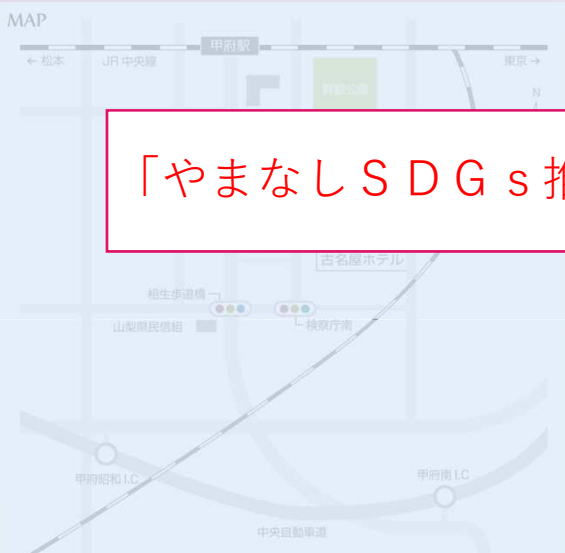 MAP
甲府駅
← 松本
JR 中央線
東京 →
N
「やまなしＳＤＧｓ推
古名屋ホテル
相生歩道橋
山梨県民信組
検察庁南
甲府昭和 I.C
甲府南 I.C
中央自動車道